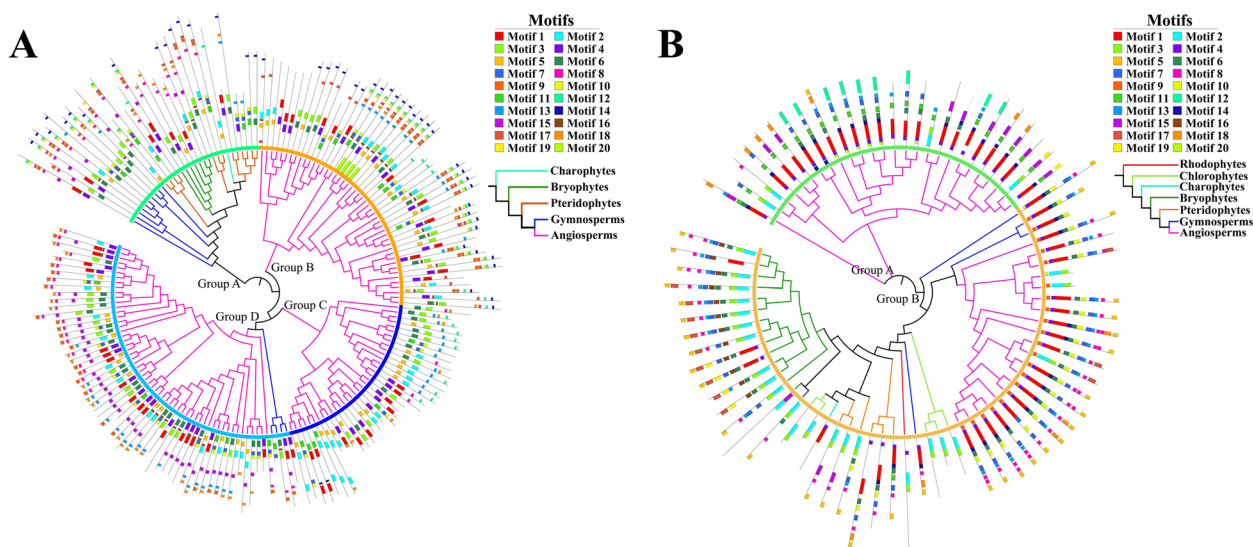 A
Motifs
Motif 1 Motif 2
Motif 3 Motif 4
Motif 5 Motif 6
Motif 7 Motif 8
Motif 9 Motif 10
Motif 11 Motif 12
Motif 13 Motif 14
Motif 15 Motif 16
Motif 17 Motif 18
Motif 19 Motif 20
Charophytes
Bryophytes
Pteridophytes
Gymnosperms
Angiosperms
Group B
Group A
Group C
Group D
B
Motifs
Motif 1 Motif 2
Motif 3 Motif 4
Motif 5 Motif 6
Motif 7 Motif 8
Motif 9 Motif 10
Motif 11 Motif 12
Motif 13 Motif 14
Motif 15 Motif 16
Motif 17 Motif 18
Motif 19 Motif 20
Rhodophytes
Chlorophytes
Charophytes
Bryophytes
Pteridophytes
Gymnosperms
Angiosperms
Group A
Group B